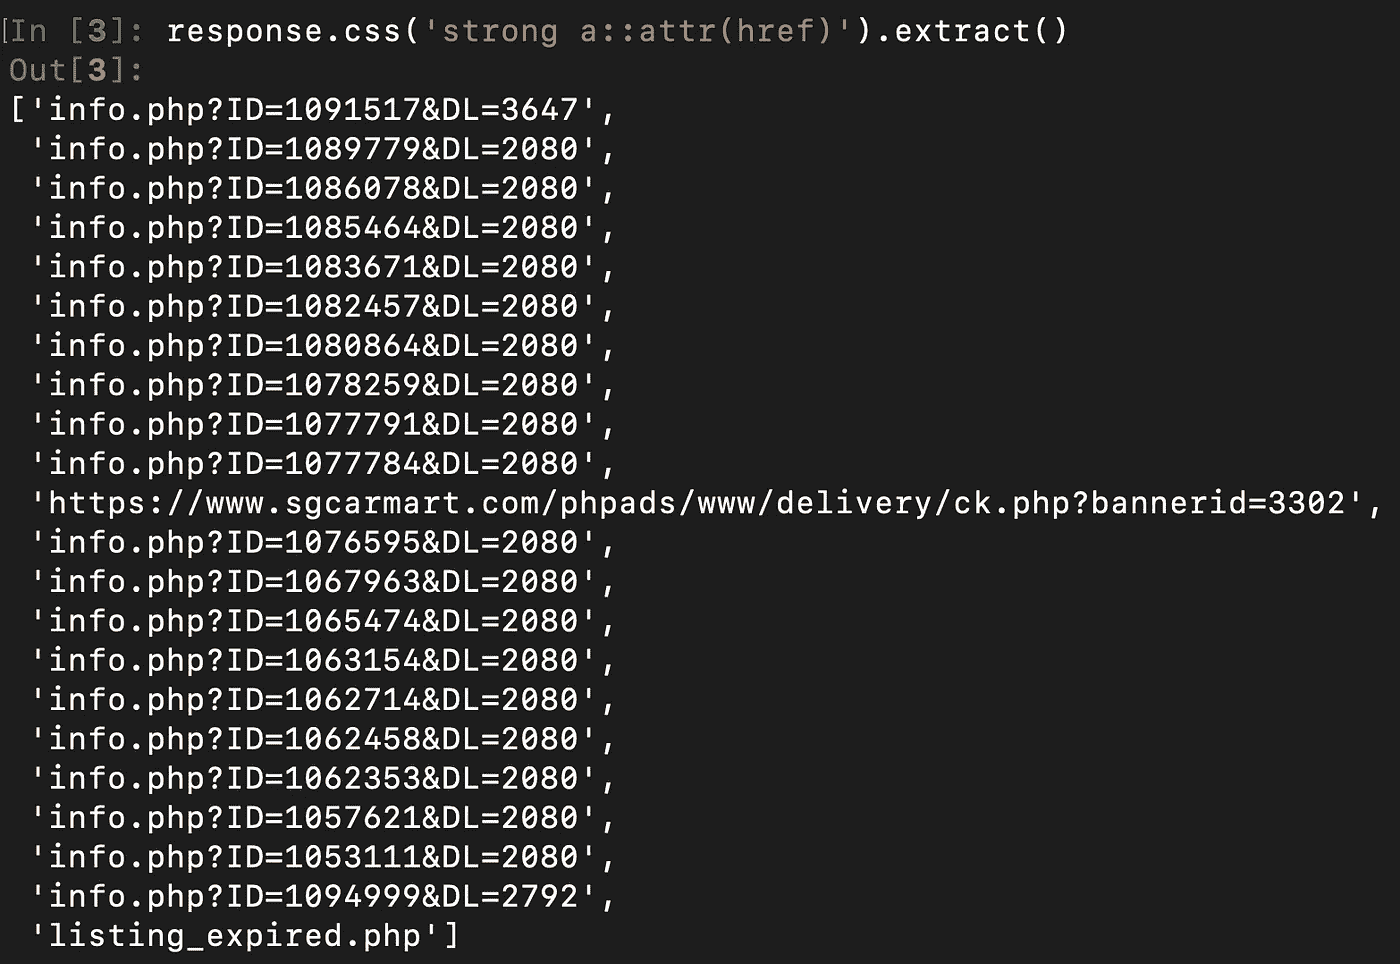 In [3]: response.css('strong a::attr(href)').extract()
Out[3]:
['info.php?ID=1091517&DL=3647',
'info.php?ID=1089779&DL=2080',
'info.php?ID=1086078&DL=2080',
'info.php?ID=1085464&DL=2080',
'info.php?ID=1083671&DL=2080',
'info.php?ID=1082457&DL=2080',
'info.php?ID=1080864&DL=2080',
'info.php?ID=1078259&DL=2080',
'info.php?ID=1077791&DL=2080',
'info.php?ID=1077784&DL=2080',
'https://www.sgcarmart.com/phpads/www/delivery/ck.php?bannerid=3302',
'info.php?ID=1076595&DL=2080',
'info.php?ID=1067963&DL=2080',
'info.php?ID=1065474&DL=2080',
'info.php?ID=1063154&DL=2080',
'info.php?ID=1062714&DL=2080',
'info.php?ID=1062458&DL=2080',
'info.php?ID=1062353&DL=2080',
'info.php?ID=1057621&DL=2080',
'info.php?ID=1053111&DL=2080',
'info.php?ID=1094999&DL=2792',
'listing_expired.php']